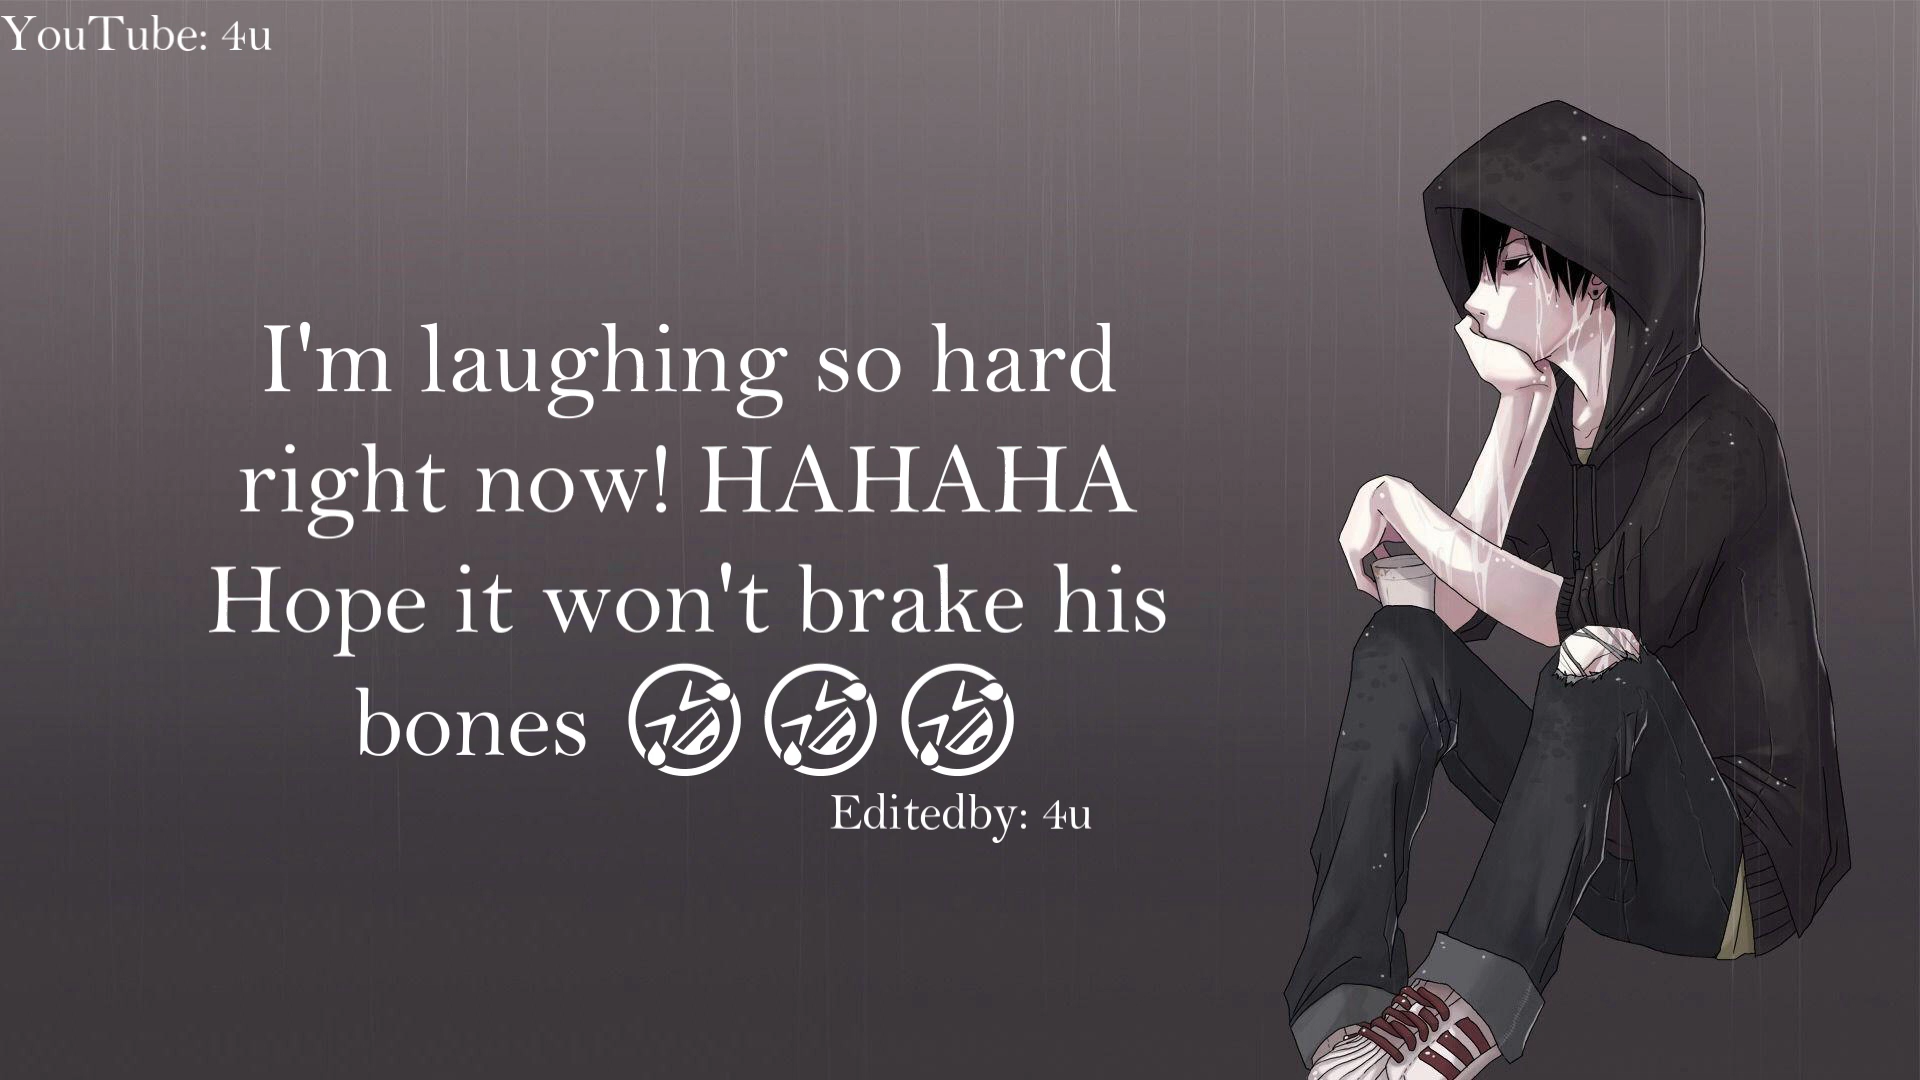 YouTube: 4u
I'm laughing so hard
right now! HAHAHA
Hope it won't brake his
bones 🤣🤣🤣
Editedby: 4u